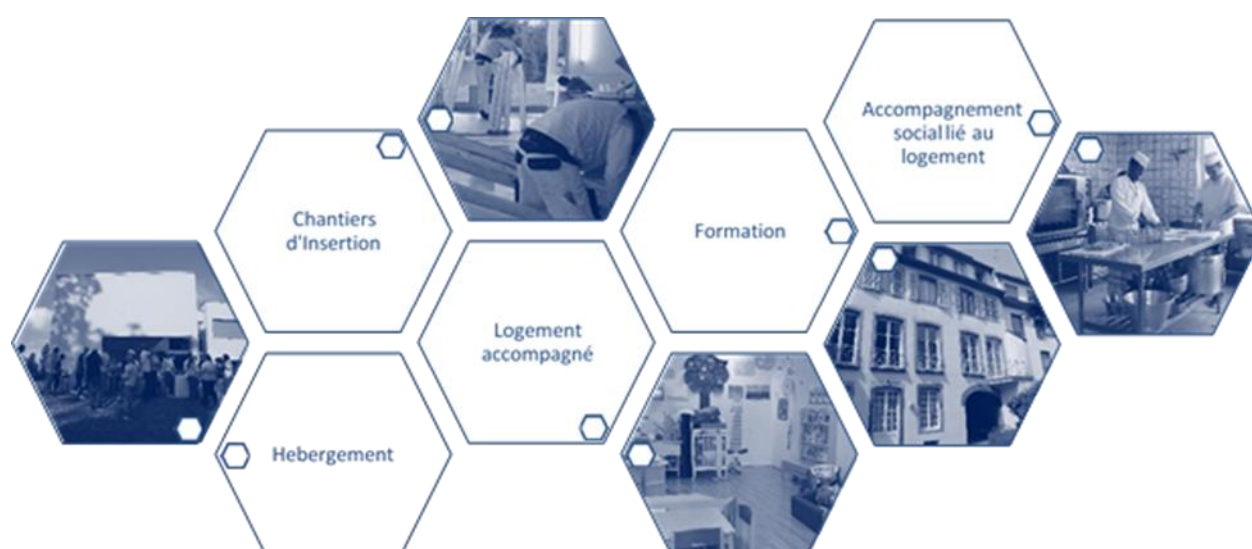 Accompagnement
social lié au
logement
Chantiers
d'Insertion
Formation
Logement
accompagné
Hebergement